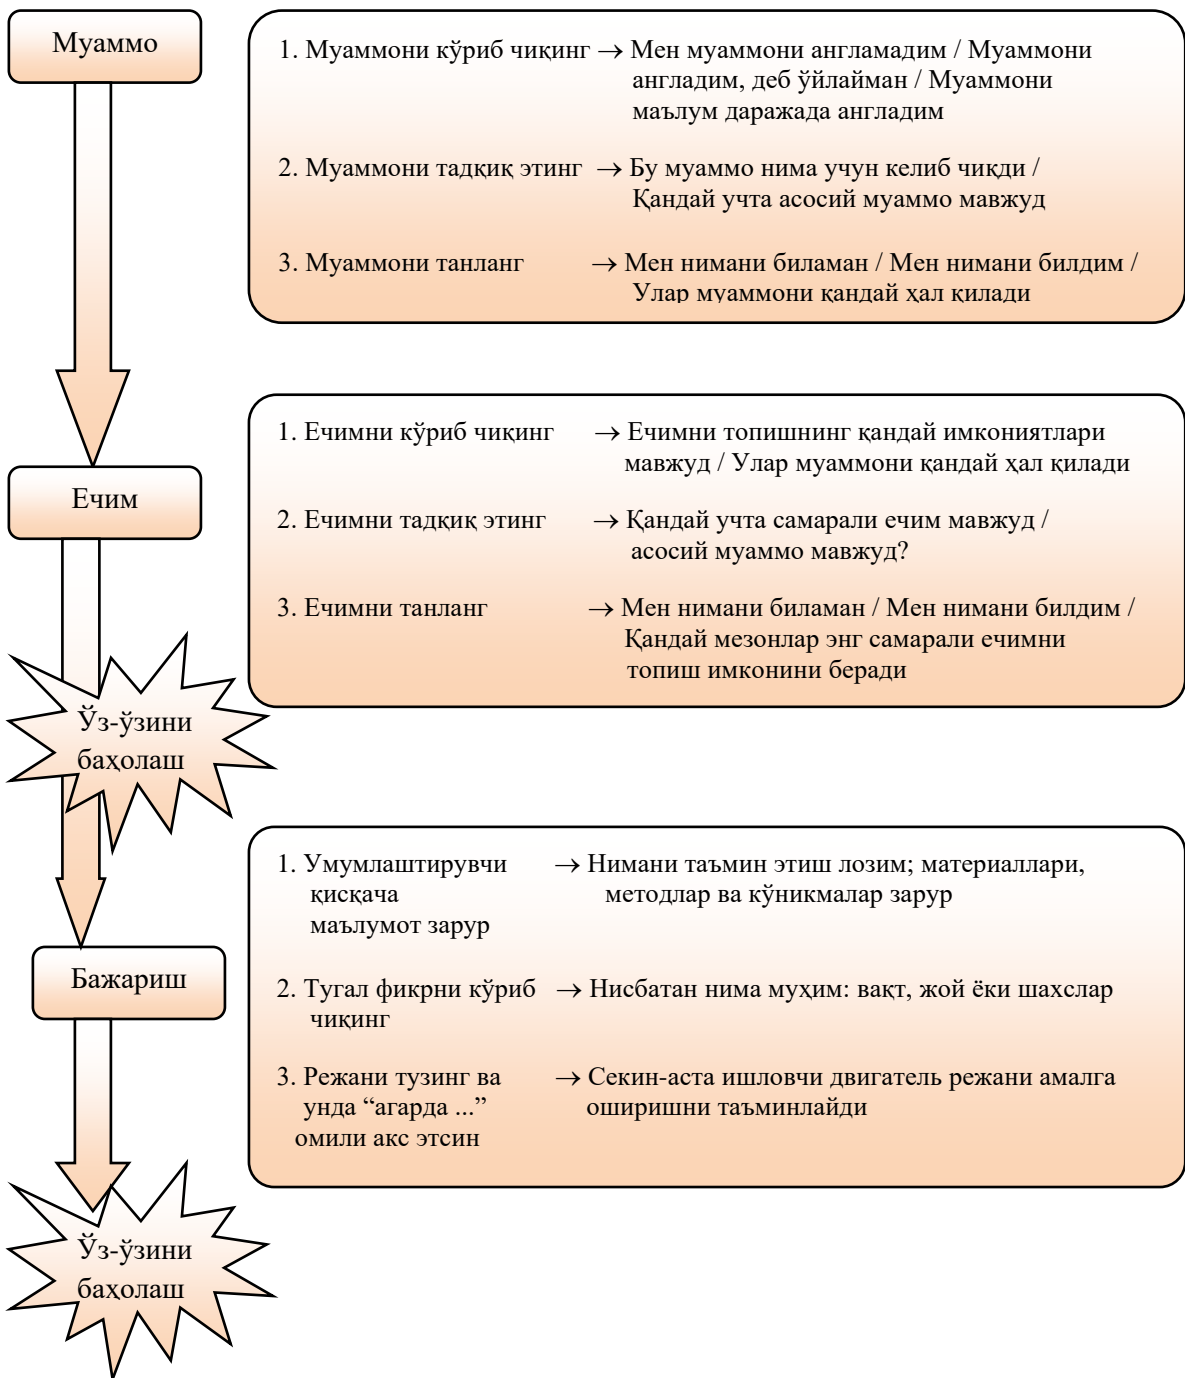 Муаммо
1. Муаммони кўриб чиқинг → Мен муаммони англамадим / Муаммони
англадим, деб ўйлайман / Муаммони
маълум даражада англадим
2. Муаммони тадқиқ этинг → Бу муаммо нима учун келиб чиқди /
Қандай учта асосий муаммо мавжуд
3. Муаммони танланг → Мен нимани биламан / Мен нимани билдим /
Улар муаммони қандай ҳал қилади
Ечим
1. Ечимни кўриб чиқинг → Ечимни топишнинг қандай имкониятлари
мавжуд / Улар муаммони қандай ҳал қилади
2. Ечимни тадқиқ этинг → Қандай учта самарали ечим мавжуд /
асосий муаммо мавжуд?
3. Ечимни танланг → Мен нимани биламан / Мен нимани билдим /
Қандай мезонлар энг самарали ечимни
топиш имконини беради
Ўз-ўзини
баҳолаш
Бажариш
1. Умумлаштирувчи → Нимани таъмин этиш лозим; материаллари,
қисқача методлар ва кўникмалар зарур
маълумот зарур
2. Тугал фикрни кўриб → Нисбатан нима муҳим: вақт, жой ёки шахслар
чиқинг
3. Режани тузинг ва → Секин-аста ишловчи двигатель режани амалга
унда “агарда ...” оширишни таъминлайди
омили акс этсин
Ўз-ўзини
баҳолаш